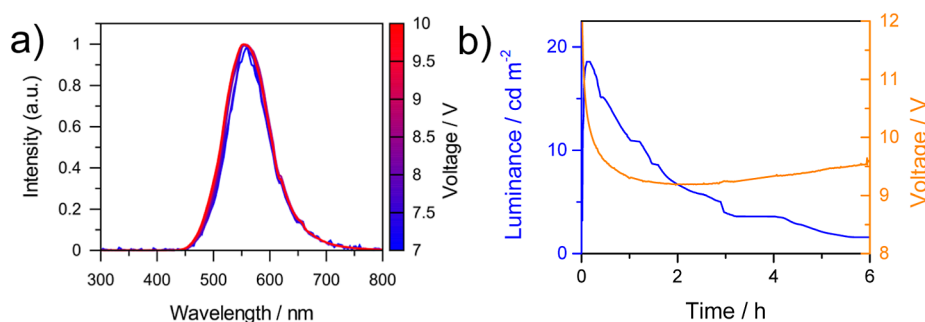 a)
Intensity (a.u.)
1
0.8
0.6
0.4
0.2
0
300 400 500 600 700 800
Wavelength / nm
10
9.5
9
8.5
8
7.5
7
Voltage / V
b)
Luminance / cd m⁻²
20
10
0
0 2 4 6
Time / h
12
11
10
9
8
Voltage / V